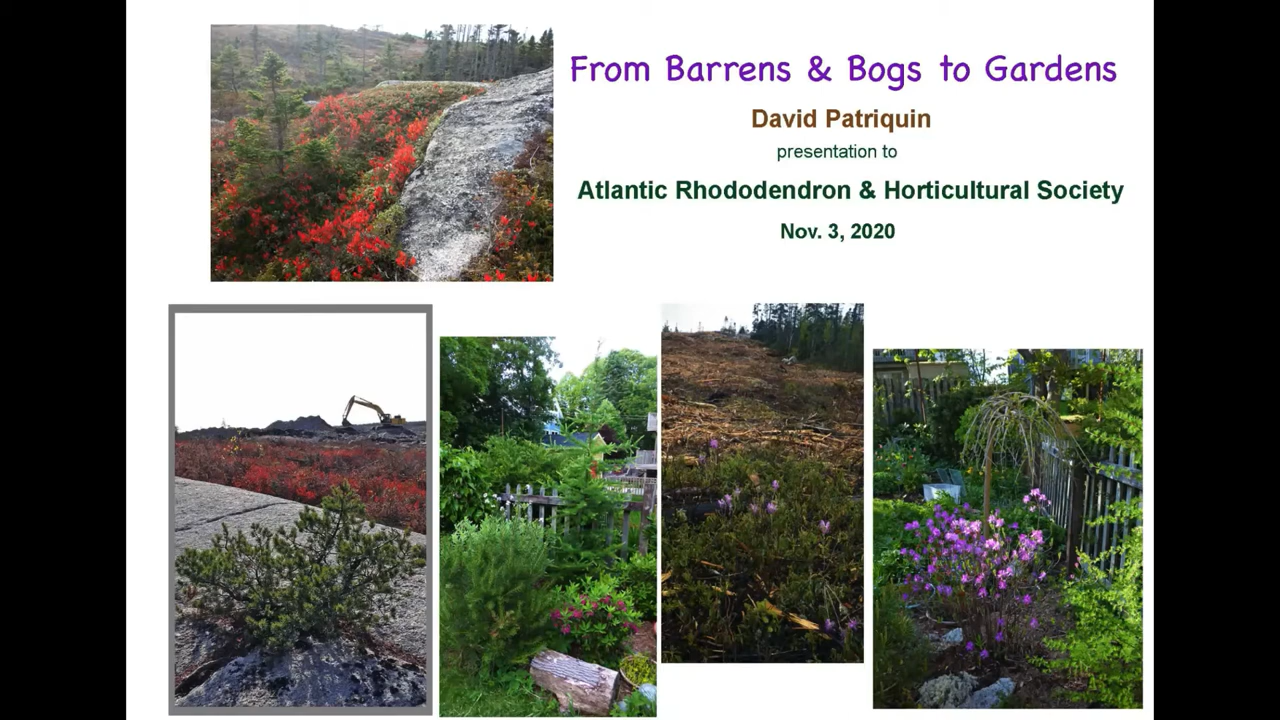 From Barrens & Bogs to Gardens
David Patriquin
presentation to
Atlantic Rhododendron & Horticultural Society
Nov. 3, 2020